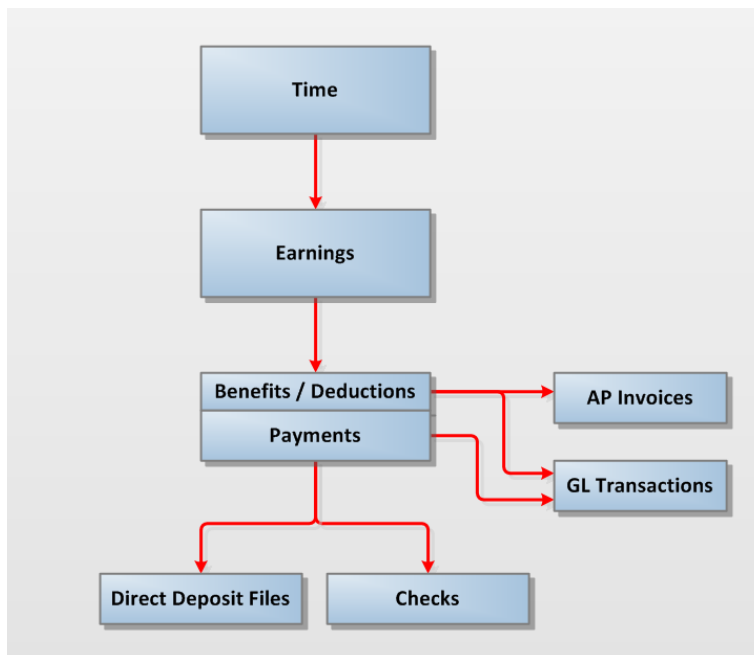 Time
Earnings
Benefits / Deductions
AP Invoices
Payments
GL Transactions
Direct Deposit Files
Checks